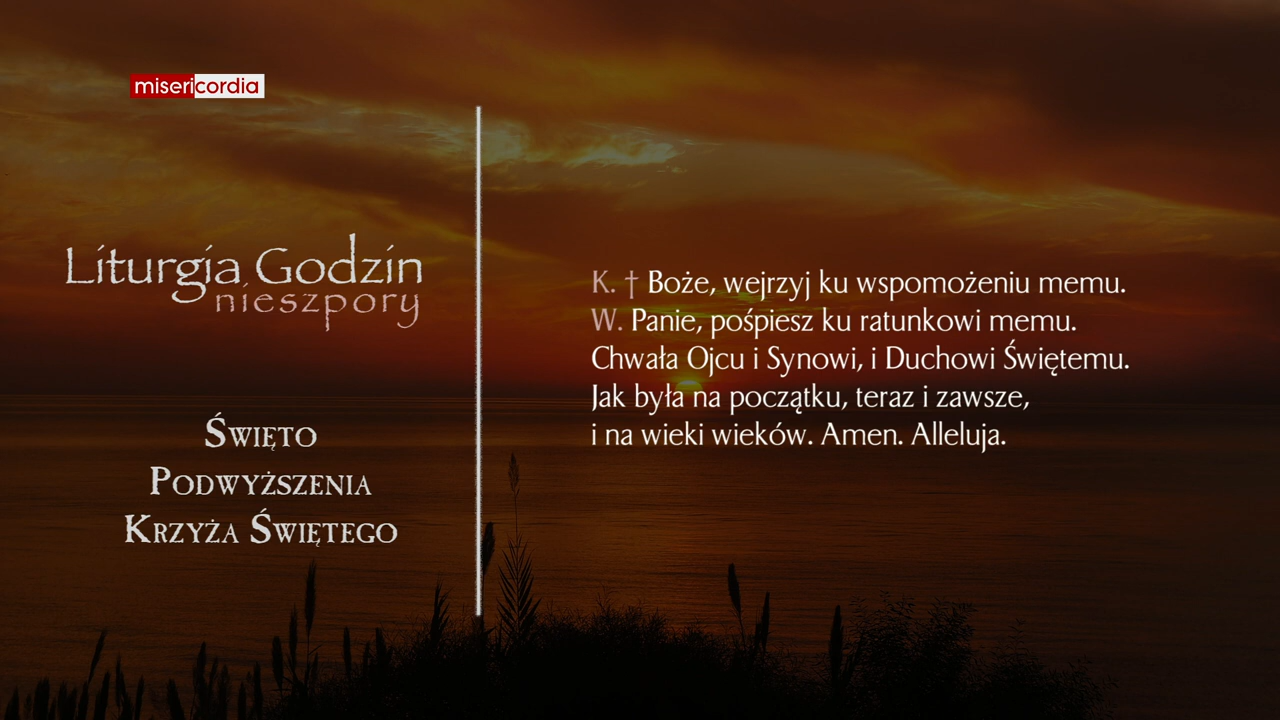 misericordia
Liturgia Godzin
nieszpory
Święto
Podwyższenia
Krzyża Świętego
K. † Boże, wejrzyj ku wspomożeniu memu.
W. Panie, pośpiesz ku ratunkowi memu.
Chwała Ojcu i Synowi, i Duchowi Świętemu.
Jak była na początku, teraz i zawsze,
i na wieki wieków. Amen. Alleluja.